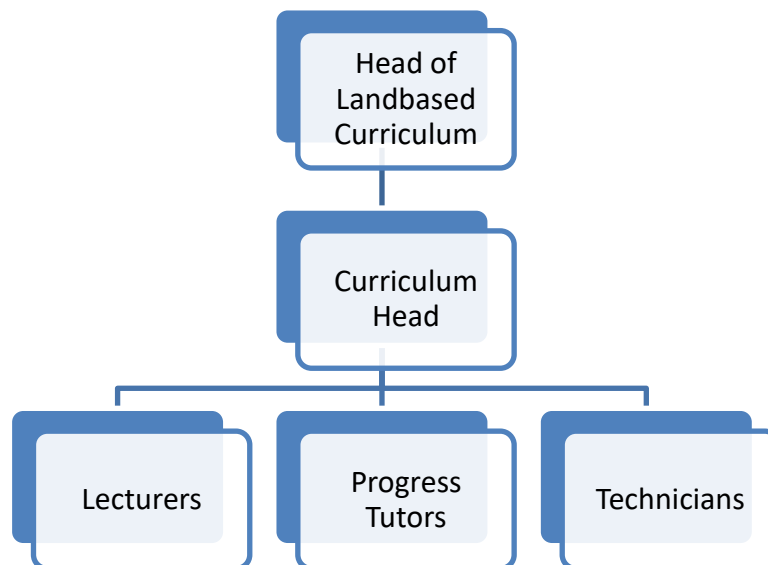 Head of
Landbased
Curriculum
Curriculum
Head
Lecturers
Progress
Tutors
Technicians